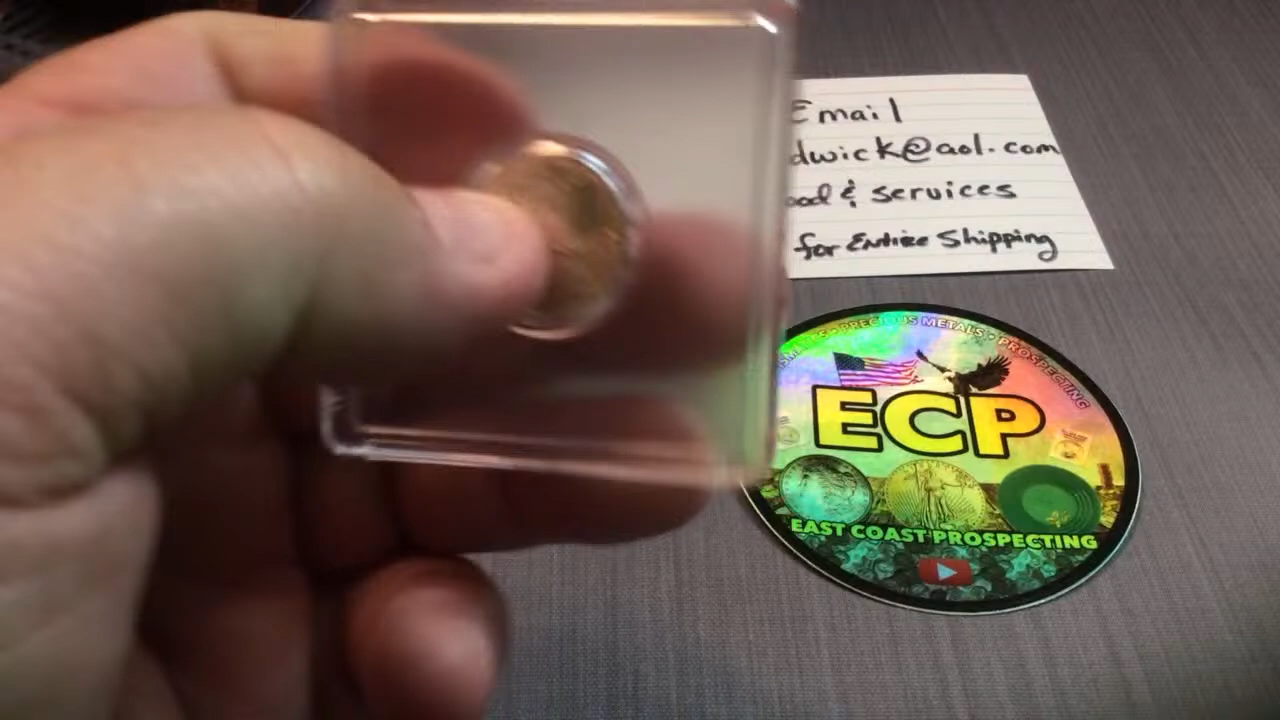 Email
dwick@aol.com
ood & services
for Entire Shipping
PRECIOUS METALS • PROSPECTING
ECP
EAST COAST PROSPECTING